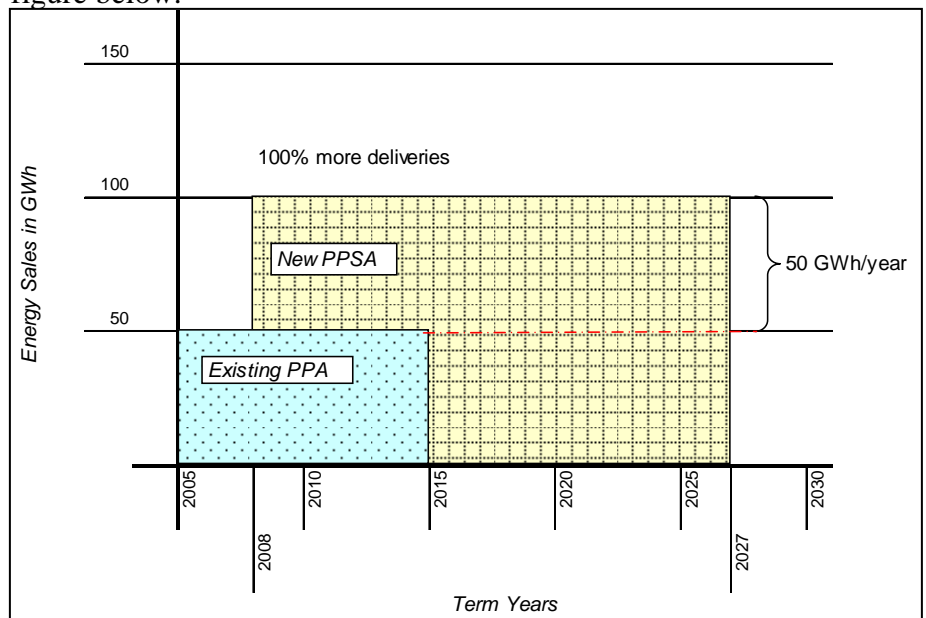 figure below.
150
100% more deliveries
100
New PPSA
50 GWh/year
50
Existing PPA
Energy Sales in GWh
2005
2008
2010
2015
2020
2025
2027
2030
Term Years